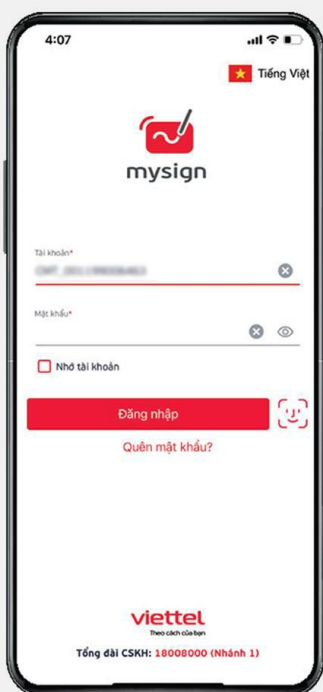 4:07
Tiếng Việt
mysign
Tài khoản*
Mật khẩu*
Nhớ tài khoản
Đăng nhập
Quên mật khẩu?
viettel
Theo cách của bạn
Tổng đài CSKH: 18008000 (Nhánh 1)